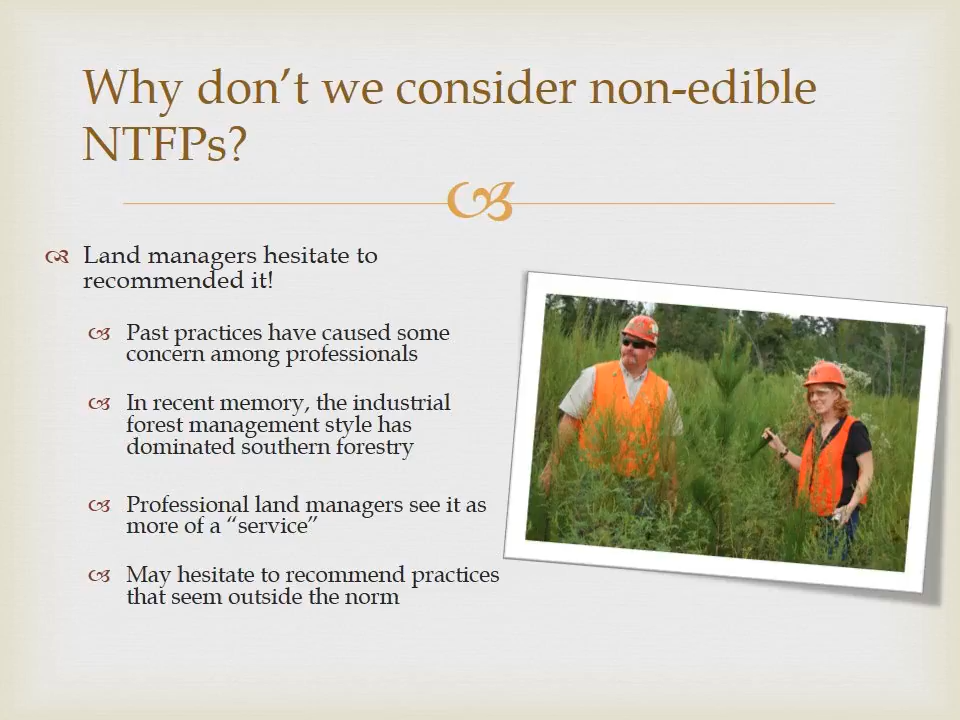 Why don’t we consider non-edible
NTFPs?
Land managers hesitate to
recommended it!
Past practices have caused some
concern among professionals
In recent memory, the industrial
forest management style has
dominated southern forestry
Professional land managers see it as
more of a “service”
May hesitate to recommend practices
that seem outside the norm